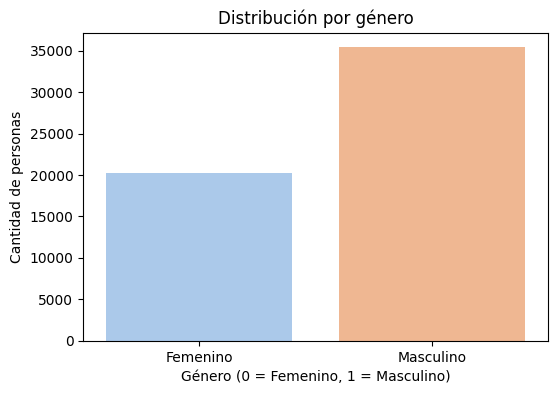 Distribución por género
Cantidad de personas
35000
30000
25000
20000
15000
10000
5000
0
Femenino
Masculino
Género (0 = Femenino, 1 = Masculino)